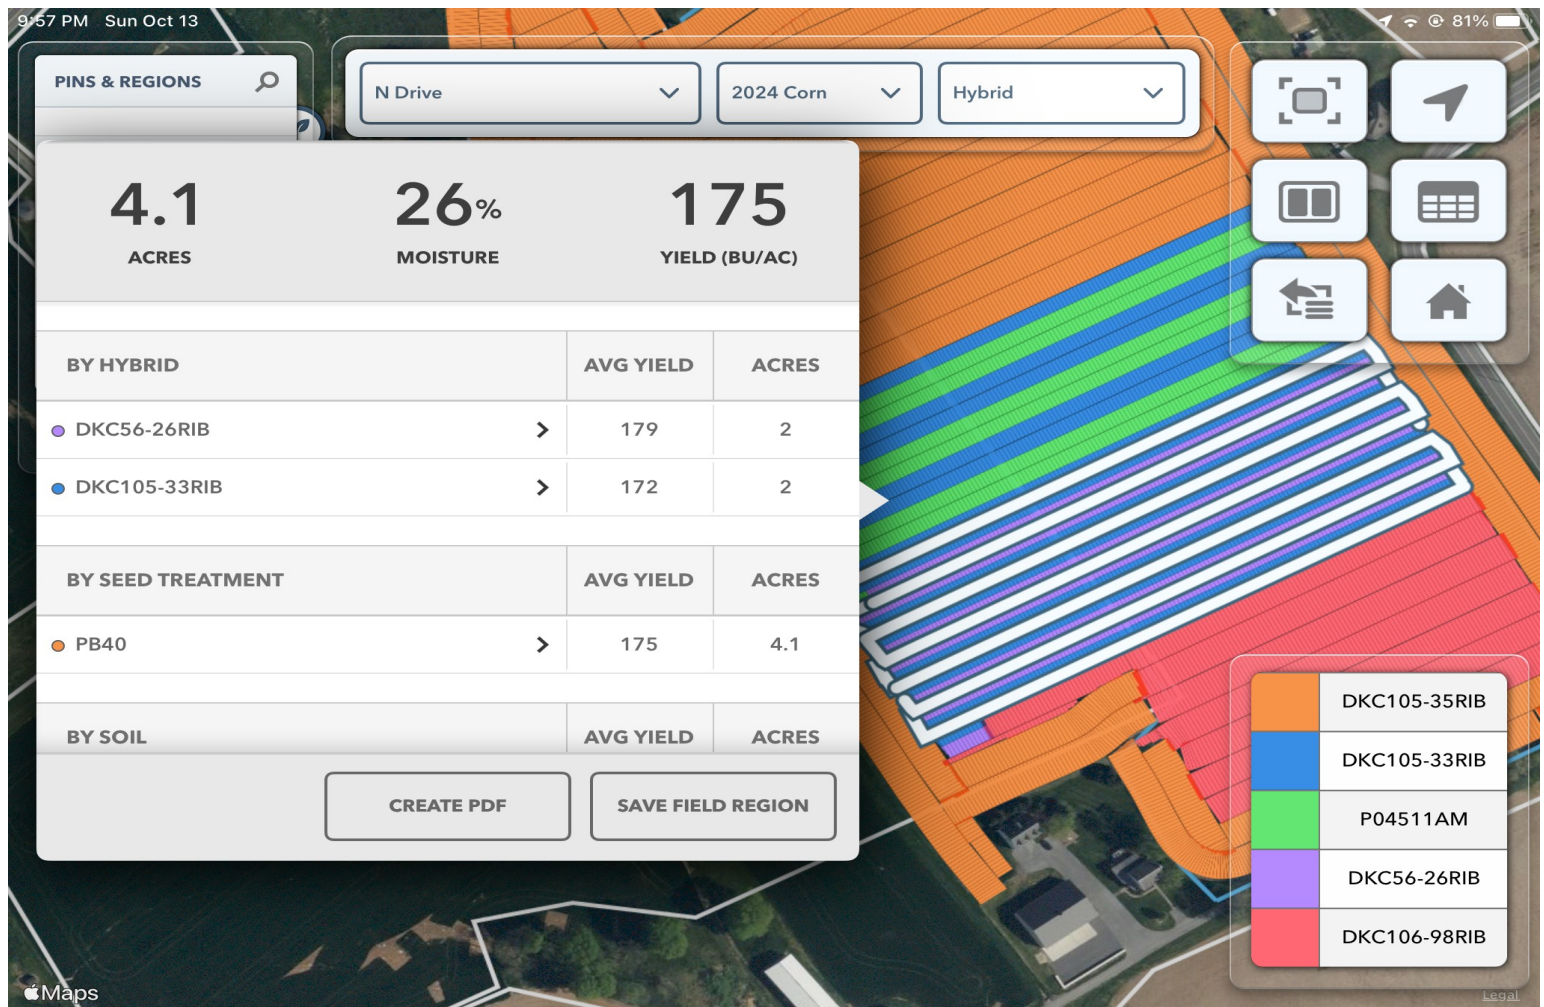 9:57 PM Sun Oct 13
81%
PINS & REGIONS
N Drive
2024 Corn
Hybrid
4.1
26%
175
ACRES
MOISTURE
YIELD (BU/AC)
BY HYBRID AVG YIELD ACRES
DKC56-26RIB 179 2
DKC105-33RIB 172 2
BY SEED TREATMENT AVG YIELD ACRES
PB40 175 4.1
BY SOIL AVG YIELD ACRES
CREATE PDF
SAVE FIELD REGION
DKC105-35RIB
DKC105-33RIB
P04511AM
DKC56-26RIB
DKC106-98RIB
Maps
Legal